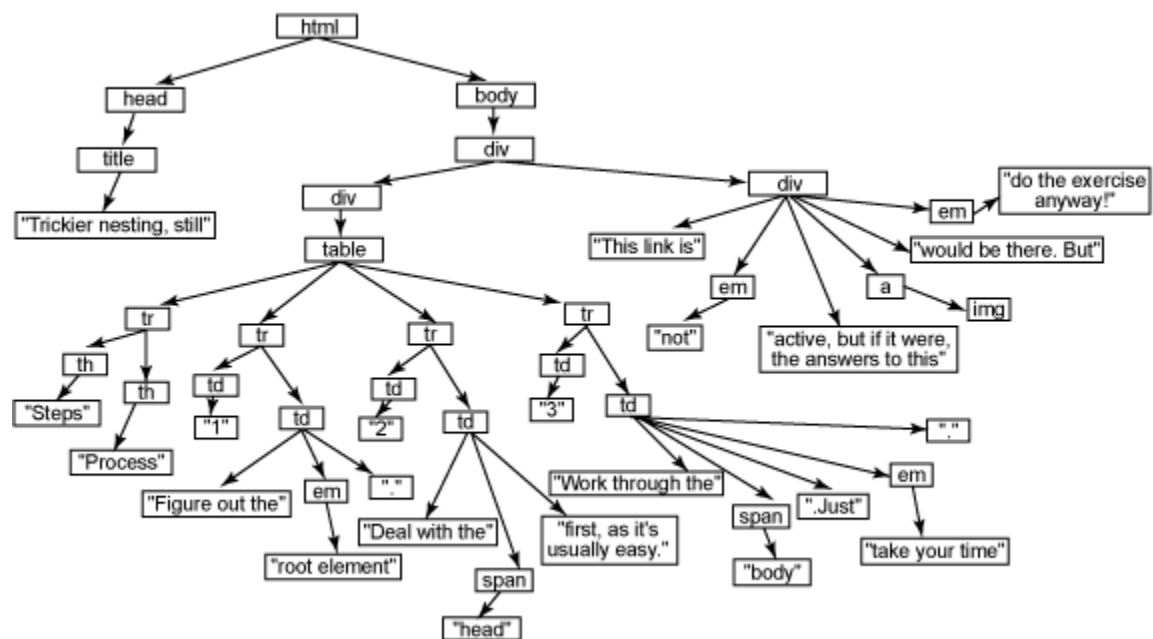 html
head
body
title
div
div
div
"do the exercise
anyway!"
em
"Trickier nesting, still"
"This link is"
"would be there. But"
table
em
a
img
tr
tr
tr
tr
"not"
"active, but if it were,
the answers to this"
th
th
td
td
td
"Steps"
"1"
"2"
"3"
td
td
td
"."
"Process"
"Figure out the"
em
"."
"Deal with the"
"first, as it's
usually easy."
"Work through the"
span
".Just"
em
"root element"
"take your time"
"body"
span
"head"